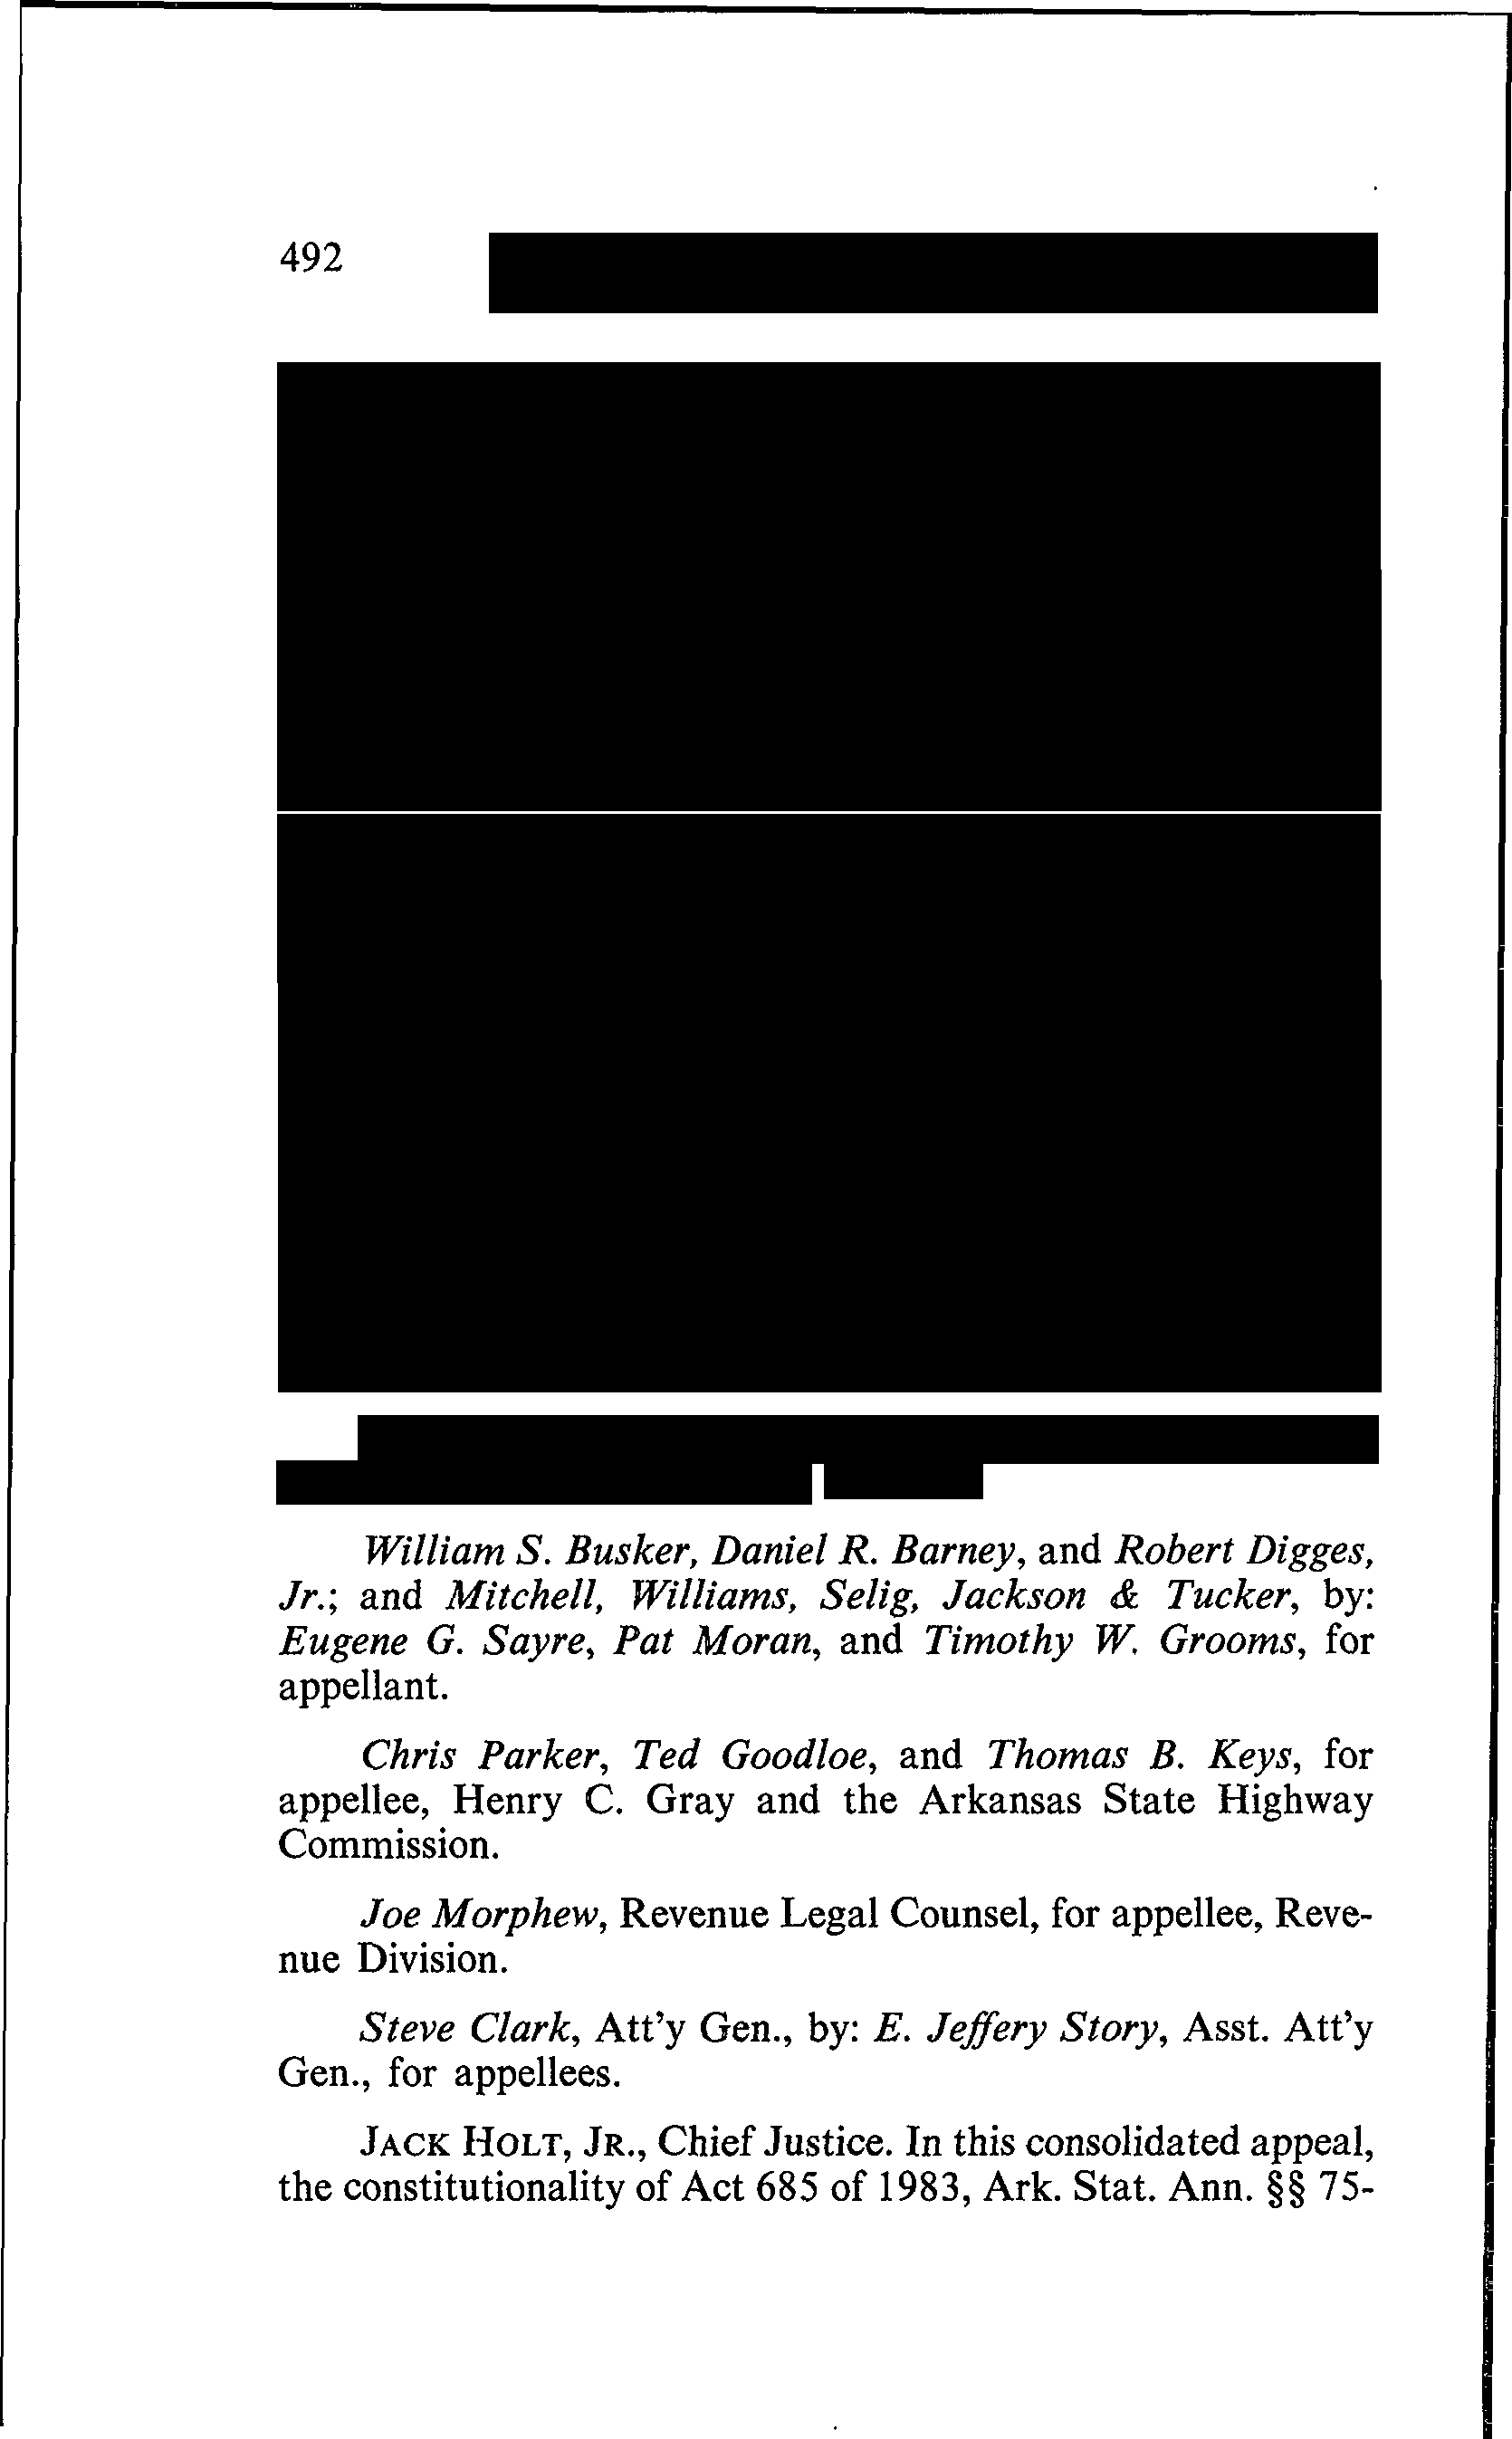 492
William S. Busker, Daniel R. Barney, and Robert Digges,
Jr.; and Mitchell, Williams, Selig, Jackson & Tucker, by:
Eugene G. Sayre, Pat Moran, and Timothy W. Grooms, for
appellant.
Chris Parker, Ted Goodloe, and Thomas B. Keys, for
appellee, Henry C. Gray and the Arkansas State Highway
Commission.
Joe Morphew, Revenue Legal Counsel, for appellee, Reve-
nue Division.
Steve Clark, Att'y Gen., by: E. Jeffery Story, Asst. Att'y
Gen., for appellees.
JACK HOLT, JR., Chief Justice. In this consolidated appeal,
the constitutionality of Act 685 of 1983, Ark. Stat. Ann. §§ 75-